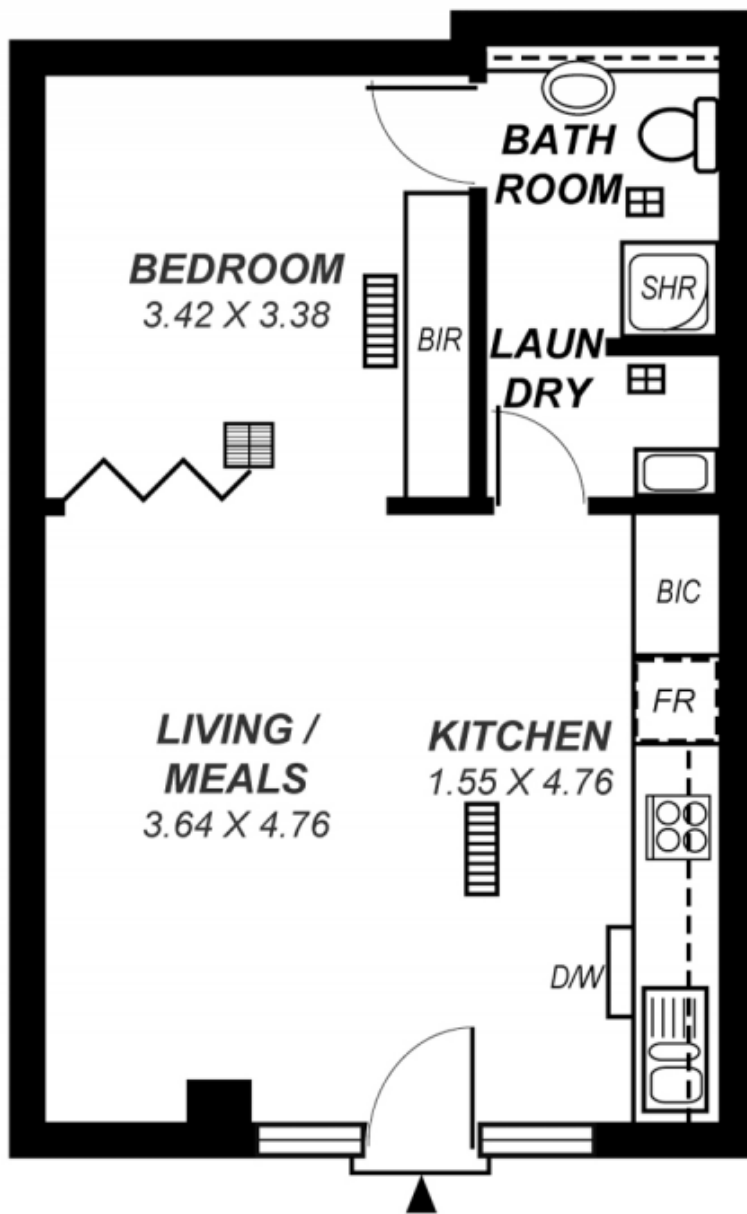 BATH
ROOM
BEDROOM
3.42 X 3.38
SHR
BIR
LAUN
DRY
BIC
FR
LIVING /
MEALS
3.64 X 4.76
KITCHEN
1.55 X 4.76
D/W